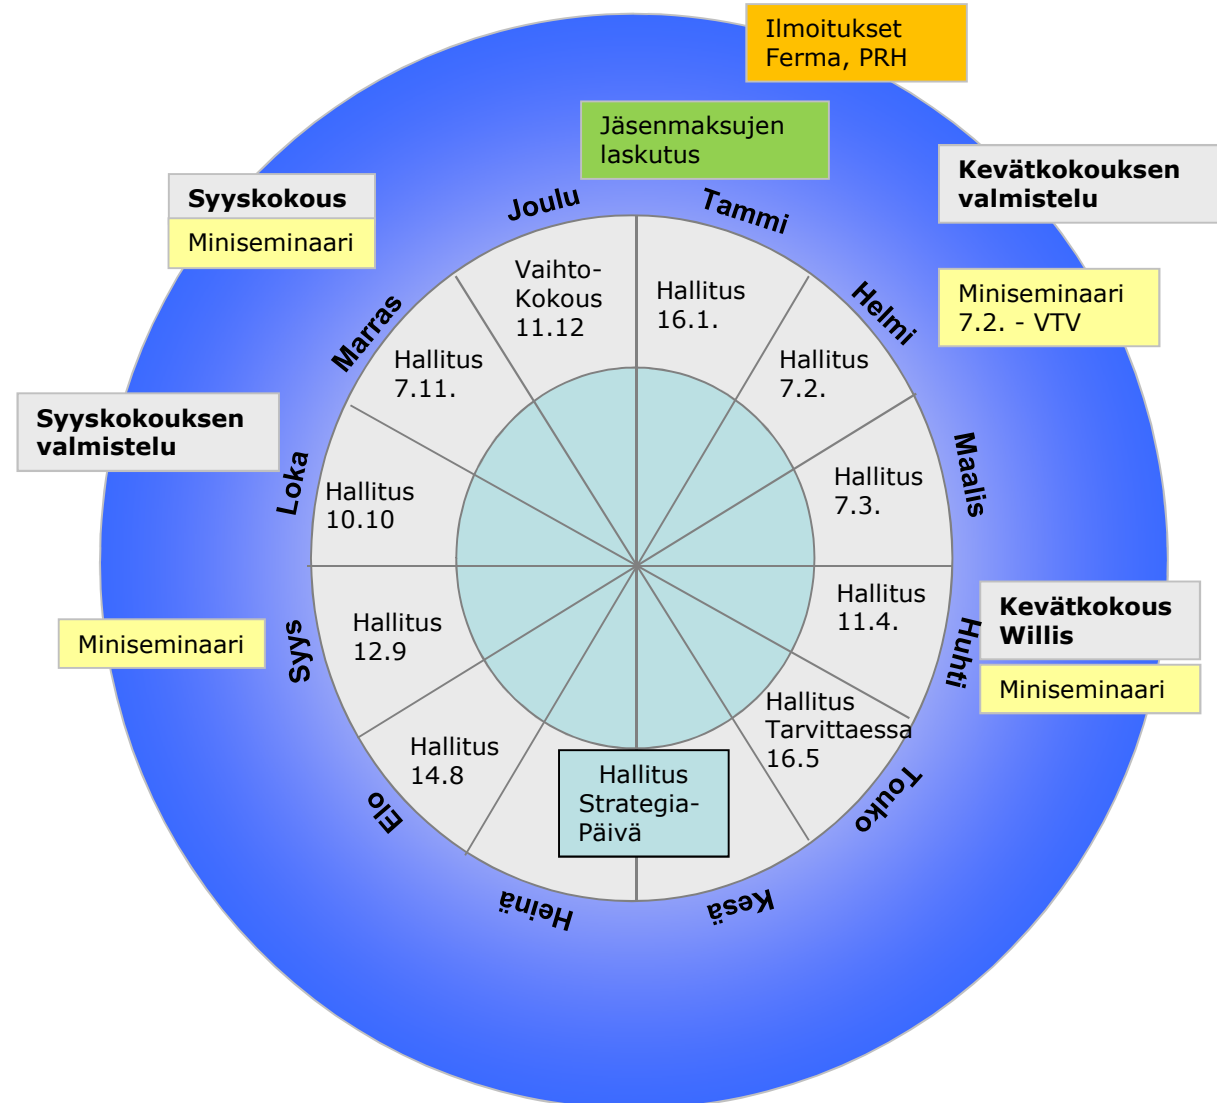 Ilmoitukset
Ferma, PRH
Jäsenmaksujen
laskutus
Kevätkokouksen
valmistelu
Syyskokous
Miniseminaari
Joulu
Tammi
Vaihto-
Kokous
11.12
Hallitus
16.1.
Helmi
Miniseminaari
7.2. - VTV
Marras
Hallitus
7.11.
Hallitus
7.2.
Syyskokouksen
valmistelu
Loka
Hallitus
10.10
Hallitus
7.3.
Maalis
Miniseminaari
Syys
Hallitus
12.9
Hallitus
11.4.
Huhti
Kevätkokous
Willis
Miniseminaari
Hallitus
Tarvittaessa
16.5
Touko
Elo
Hallitus
14.8
Hallitus
Strategia-
Päivä
Heinä
Kesä